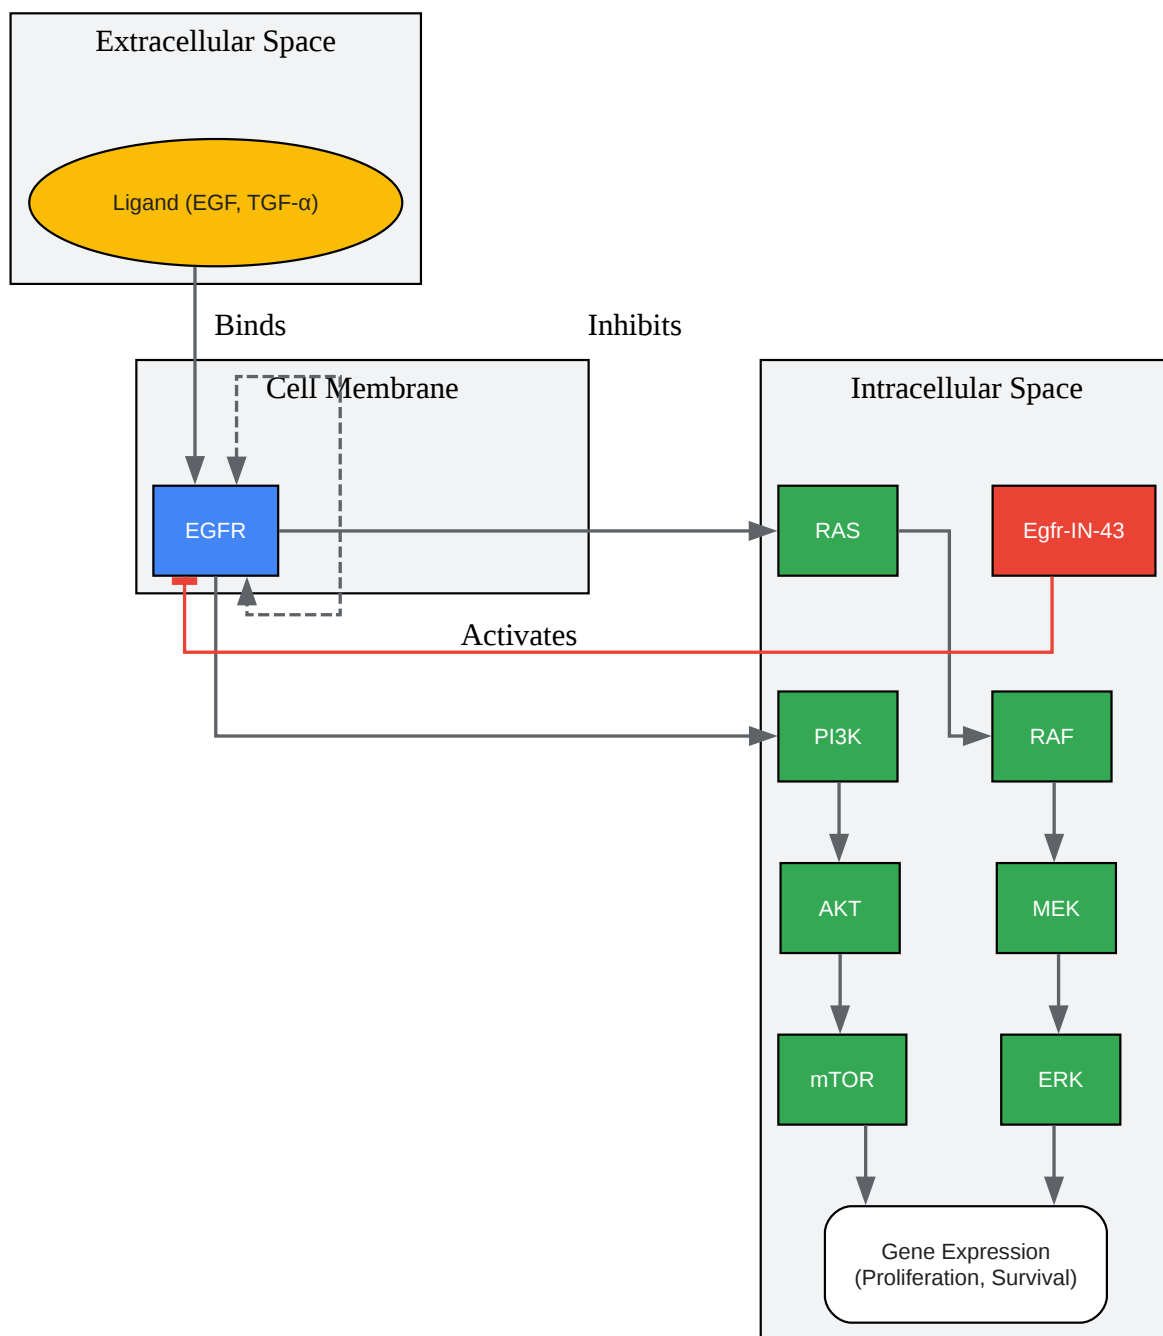 Extracellular Space
Ligand (EGF, TGF-α)
Binds
Inhibits
Cell Membrane
Intracellular Space
EGFR
RAS
Egfr-IN-43
Activates
PI3K
RAF
AKT
MEK
mTOR
ERK
Gene Expression
(Proliferation, Survival)